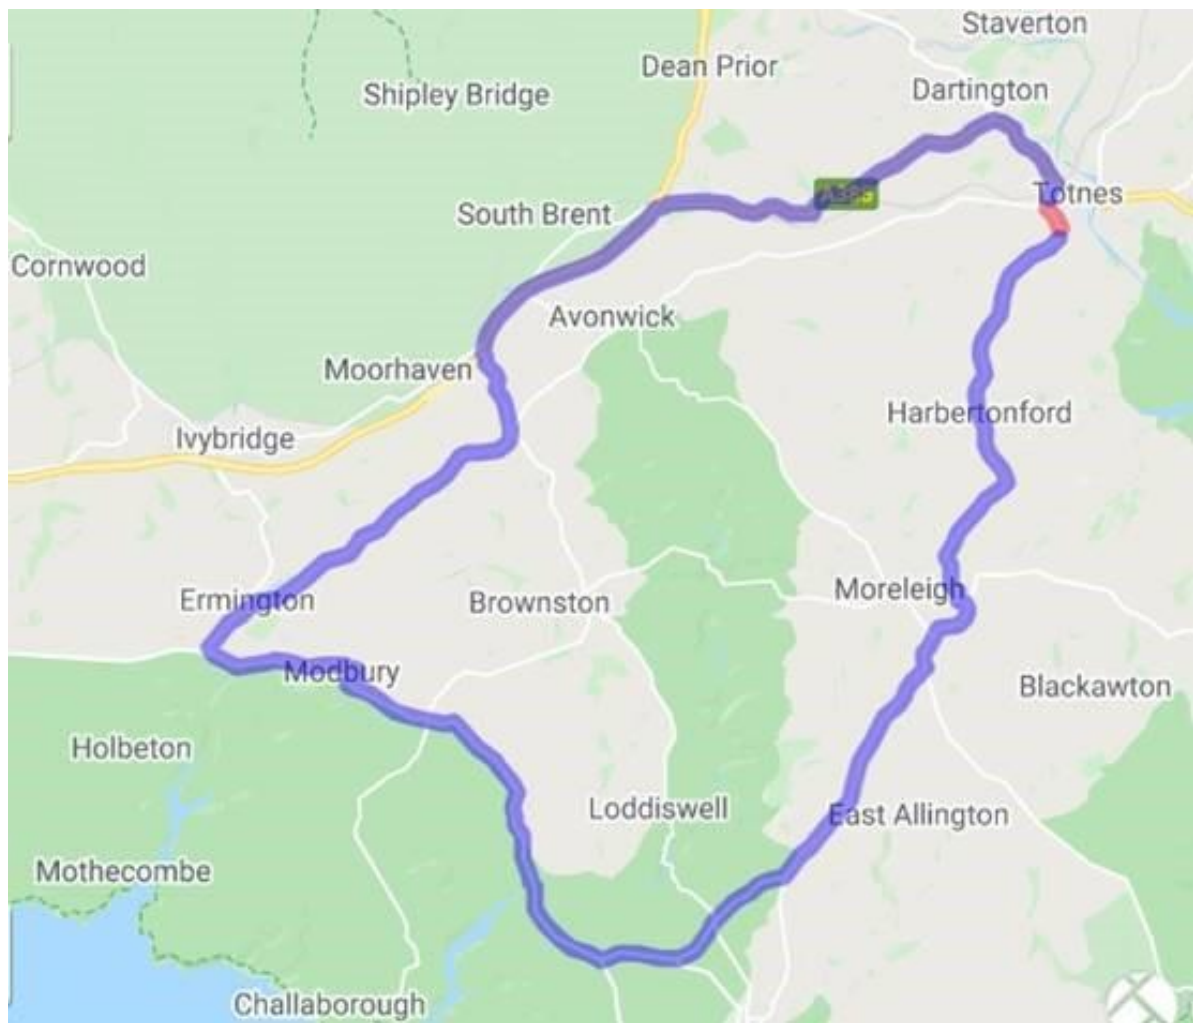 Staverton
Dean Prior
Dartington
Shipley Bridge
A385
Totnes
South Brent
Cornwood
Avonwick
Moorhaven
Harbertonford
Ivybridge
Moreleigh
Ermington
Brownston
Modbury
Blackawton
Holbeton
Loddiswell
East Allington
Mothecombe
Challaborough